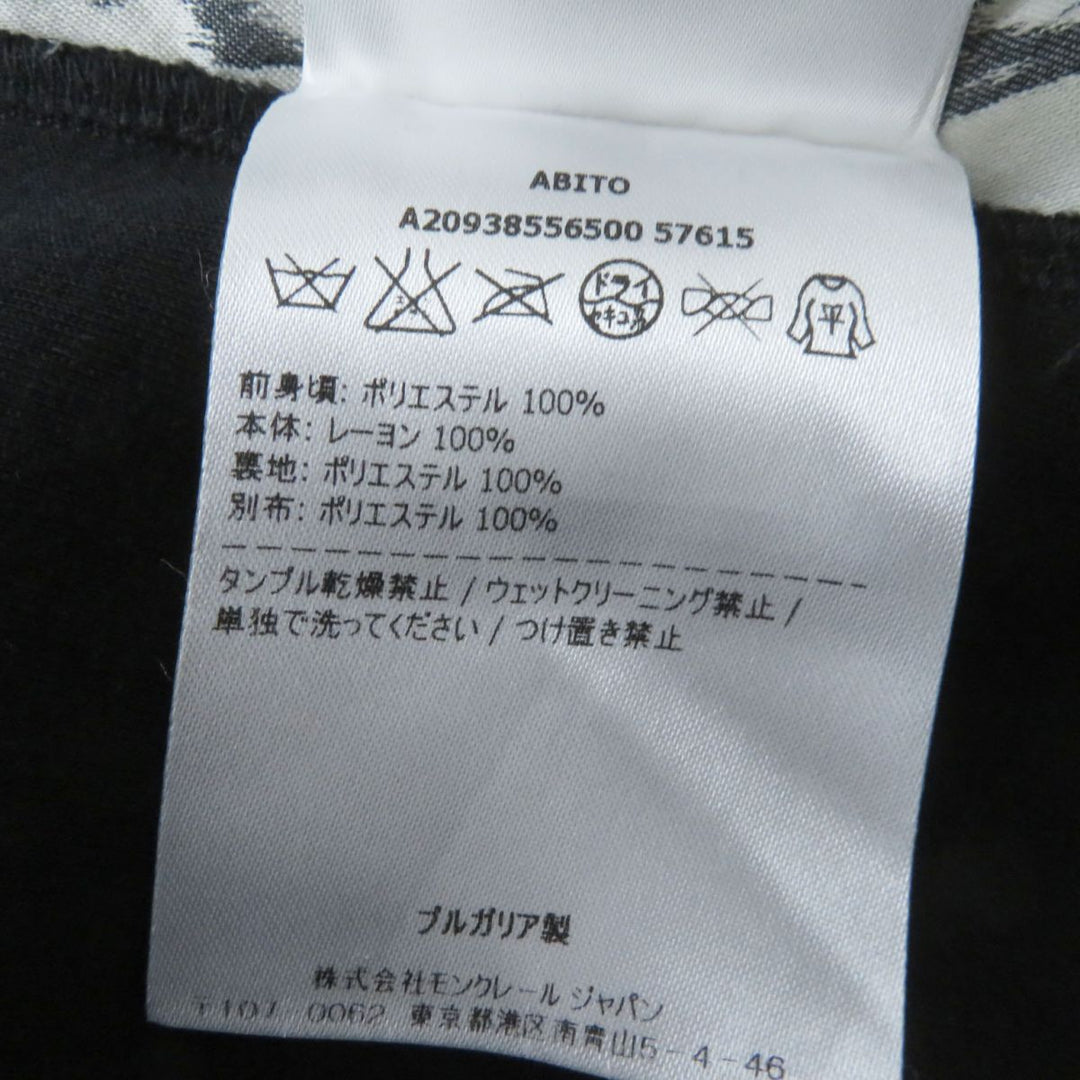 ABITO
A20938556500 57615
ドライ
セキユ系
平
前身頃: ポリエステル 100%
本体: レーヨン 100%
裏地: ポリエステル 100%
別布: ポリエステル 100%
タンブル乾燥禁止 / ウェットクリーニング禁止 /
単独で洗ってください / つけ置き禁止
ブルガリア製
株式会社モンクレール ジャパン
〒107-0062 東京都港区南青山5-4-46